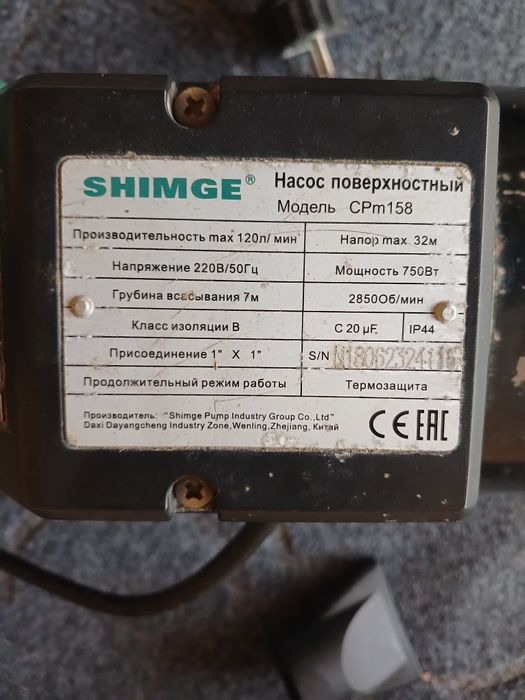 SHIMGE® Насос поверхностный
Модель CPm158
Производительность max 120л/ мин Напор max. 32м
Напряжение 220В/50Гц Мощность 750Вт
Грубина всасывания 7м 2850Об/мин
Класс изоляции В C 20 µF. IP44
Присоединение 1" X 1" S/N
Продолжительный режим работы Термозащита
Производитель: "Shimge Pump Industry Group Co.,Ltd"
Daxi Dayangcheng Industry Zone,Wenling,Zhejiang, Китай
CE EAC